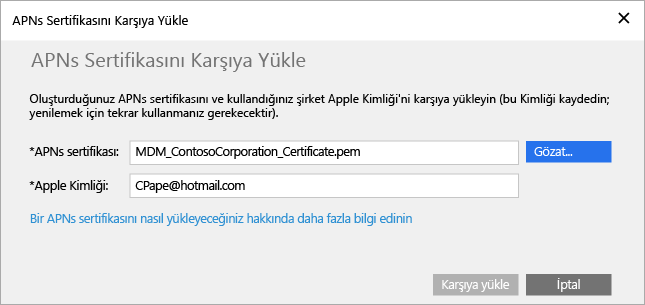 APNs Sertifikasını Karşıya Yükle
APNs Sertifikasını Karşıya Yükle
Oluşturduğunuz APNs sertifikasını ve kullandığınız şirket Apple Kimliği'ni karşıya yükleyin (bu Kimliği kaydedin;
yenilemek için tekrar kullanmanız gerekecektir).
*APNs sertifikası: MDM_ContosoCorporation_Certificate.pem Gözat...
*Apple Kimliği: CPape@hotmail.com
Bir APNs sertifikasını nasıl yükleyeceğiniz hakkında daha fazla bilgi edinin
Karşıya yükle İptal